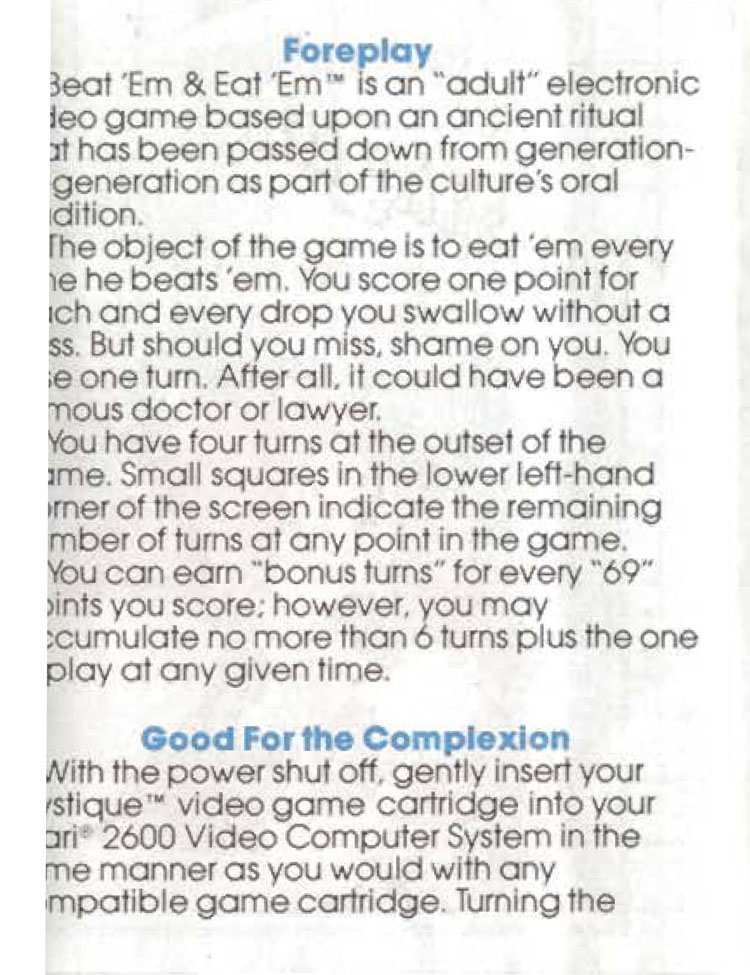 Foreplay
Beat 'Em & Eat 'Em™ is an "adult" electronic
deo game based upon an ancient ritual
at has been passed down from generation-
generation as part of the culture's oral
dition.
The object of the game is to eat 'em every
me he beats 'em. You score one point for
ach and every drop you swallow without a
ss. But should you miss, shame on you. You
se one turn. After all, it could have been a
mous doctor or lawyer.
You have four turns at the outset of the
ame. Small squares in the lower left-hand
orner of the screen indicate the remaining
mber of turns at any point in the game.
You can earn "bonus turns" for every "69"
oints you score; however, you may
ccumulate no more than 6 turns plus the one
play at any given time.
Good For the Complexion
With the power shut off, gently insert your
ystique™ video game cartridge into your
ari® 2600 Video Computer System in the
me manner as you would with any
ompatible game cartridge. Turning the